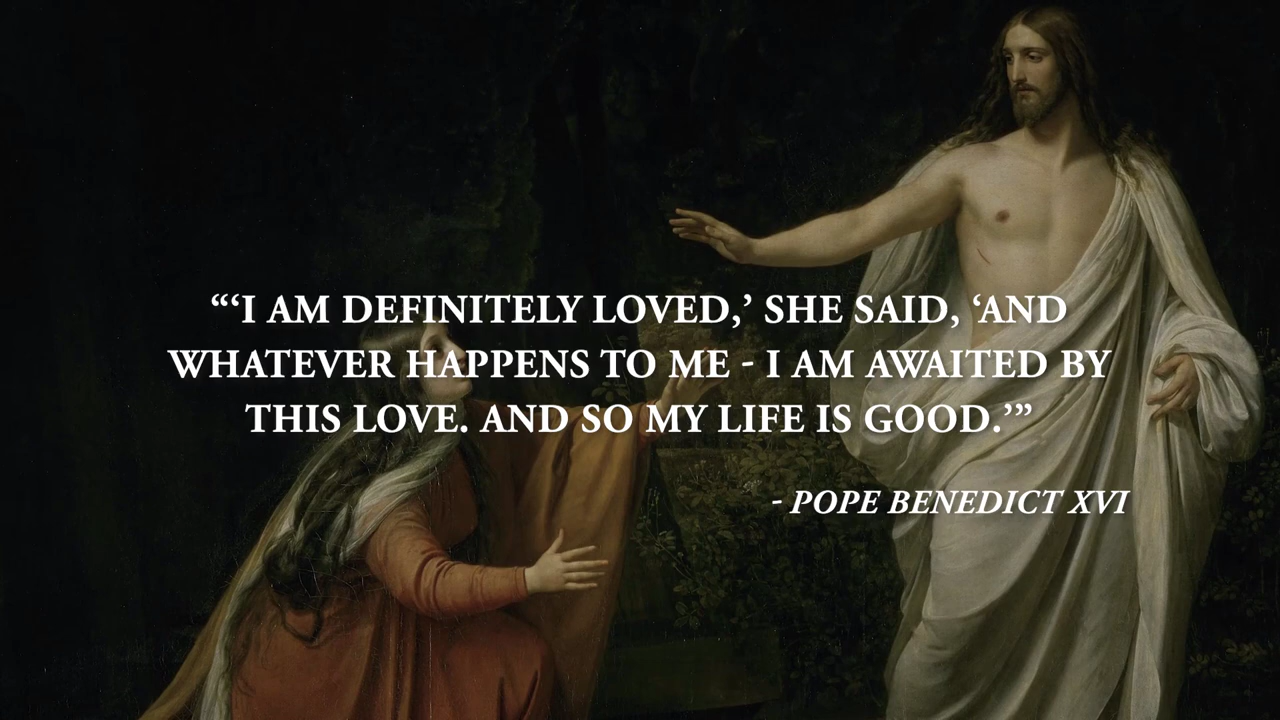 “‘I AM DEFINITELY LOVED,’ SHE SAID, ‘AND
WHATEVER HAPPENS TO ME - I AM AWAITED BY
THIS LOVE. AND SO MY LIFE IS GOOD.’”
- POPE BENEDICT XVI